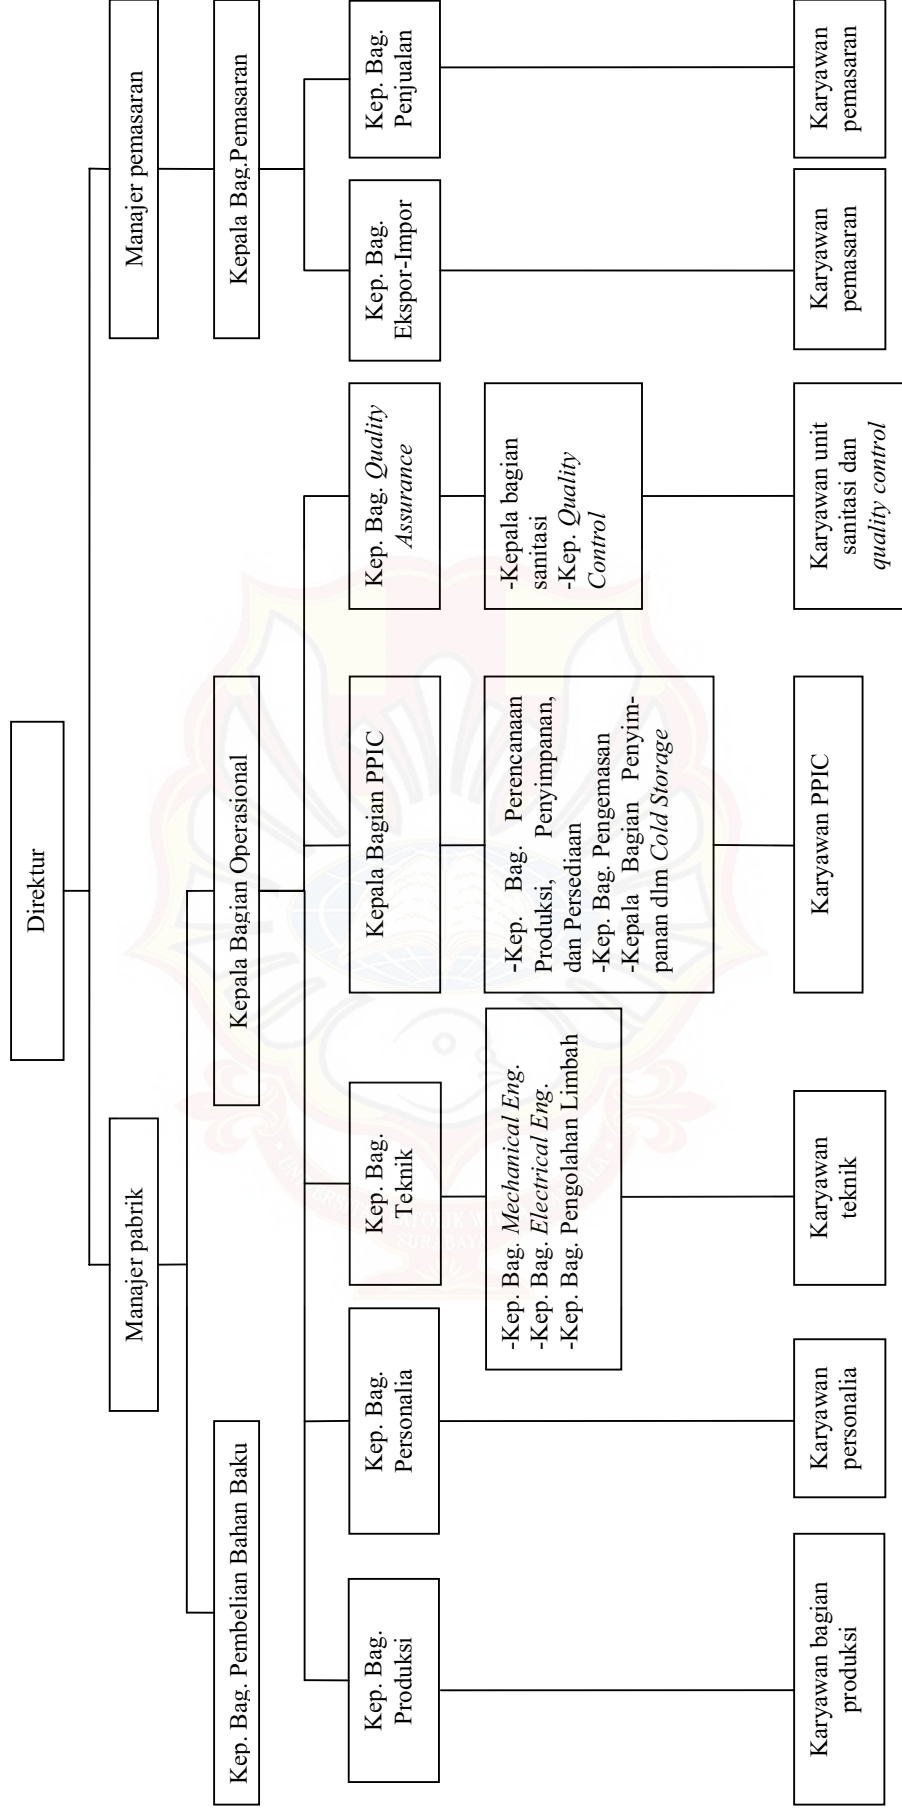 Direktur
Manajer pabrik
Manajer pemasaran
Kep. Bag. Pembelian Bahan Baku
Kepala Bagian Operasional
Kepala Bag.Pemasaran
Kep. Bag.
Produksi
Kep. Bag.
Personalia
Kep. Bag.
Teknik
Kepala Bagian PPIC
Kep. Bag. Quality
Assurance
Kep. Bag.
Ekspor-Impor
Kep. Bag.
Penjualan
-Kep. Bag. Mechanical Eng.
-Kep. Bag. Electrical Eng.
-Kep. Bag. Pengolahan Limbah
-Kep. Bag. Perencanaan
Produksi, Penyimpanan,
dan Persediaan
-Kep. Bag. Pengemasan
-Kepala Bagian Penyim-
panan dlm Cold Storage
-Kepala bagian
sanitasi
-Kep. Quality
Control
Karyawan bagian
produksi
Karyawan
personalia
Karyawan
teknik
Karyawan PPIC
Karyawan unit
sanitasi dan
quality control
Karyawan
pemasaran
Karyawan
pemasaran